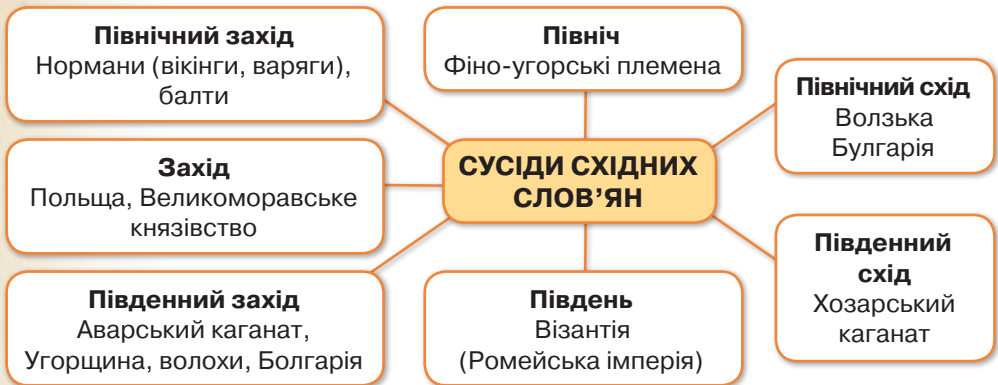 Північний захід
Нормани (вікінги, варяги),
балти
Північ
Фіно-угорські племена
Північний схід
Волзька
Булгарія
Захід
Польща, Великоморавське
князівство
СУСІДИ СХІДНИХ
СЛОВ’ЯН
Південний захід
Аварський каганат,
Угорщина, волохи, Болгарія
Південь
Візантія
(Ромейська імперія)
Південний
схід
Хозарський
каганат